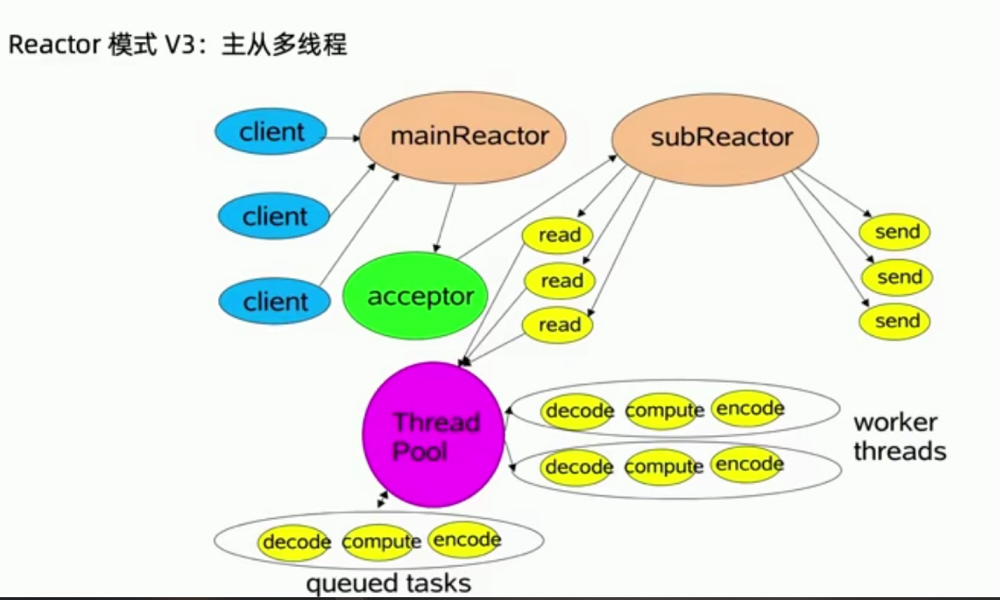 Reactor 模式 V3：主从多线程
client
mainReactor
subReactor
client
read
send
read
send
client
acceptor
read
send
Thread
Pool
decode compute encode
worker
threads
decode compute encode
decode compute encode
queued tasks